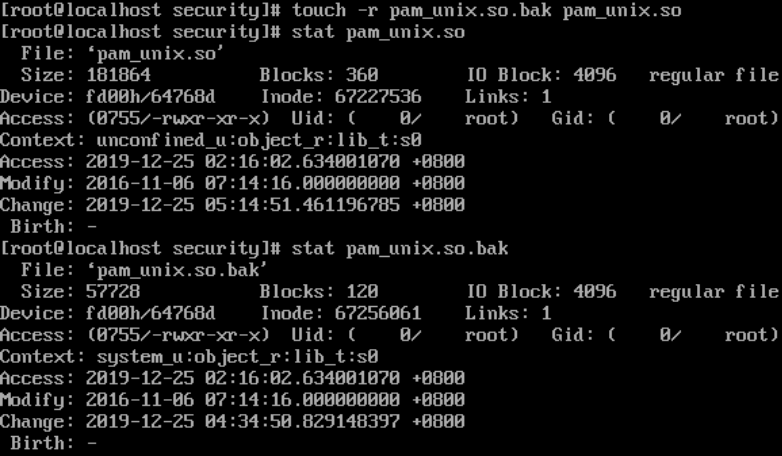 [root@localhost security]# touch -r pam_unix.so.bak pam_unix.so
[root@localhost security]# stat pam_unix.so
  File: ‘pam_unix.so’
  Size: 181864          Blocks: 360        IO Block: 4096   regular file
Device: fd00h/64768d    Inode: 67227536    Links: 1
Access: (0755/-rwxr-xr-x)  Uid: (    0/    root)   Gid: (    0/    root)
Context: unconfined_u:object_r:lib_t:s0
Access: 2019-12-25 02:16:02.634001070 +0800
Modify: 2016-11-06 07:14:16.000000000 +0800
Change: 2019-12-25 05:14:51.461196785 +0800
 Birth: -
[root@localhost security]# stat pam_unix.so.bak
  File: ‘pam_unix.so.bak’
  Size: 57728           Blocks: 120        IO Block: 4096   regular file
Device: fd00h/64768d    Inode: 67256061    Links: 1
Access: (0755/-rwxr-xr-x)  Uid: (    0/    root)   Gid: (    0/    root)
Context: system_u:object_r:lib_t:s0
Access: 2019-12-25 02:16:02.634001070 +0800
Modify: 2016-11-06 07:14:16.000000000 +0800
Change: 2019-12-25 04:34:50.829148397 +0800
 Birth: -